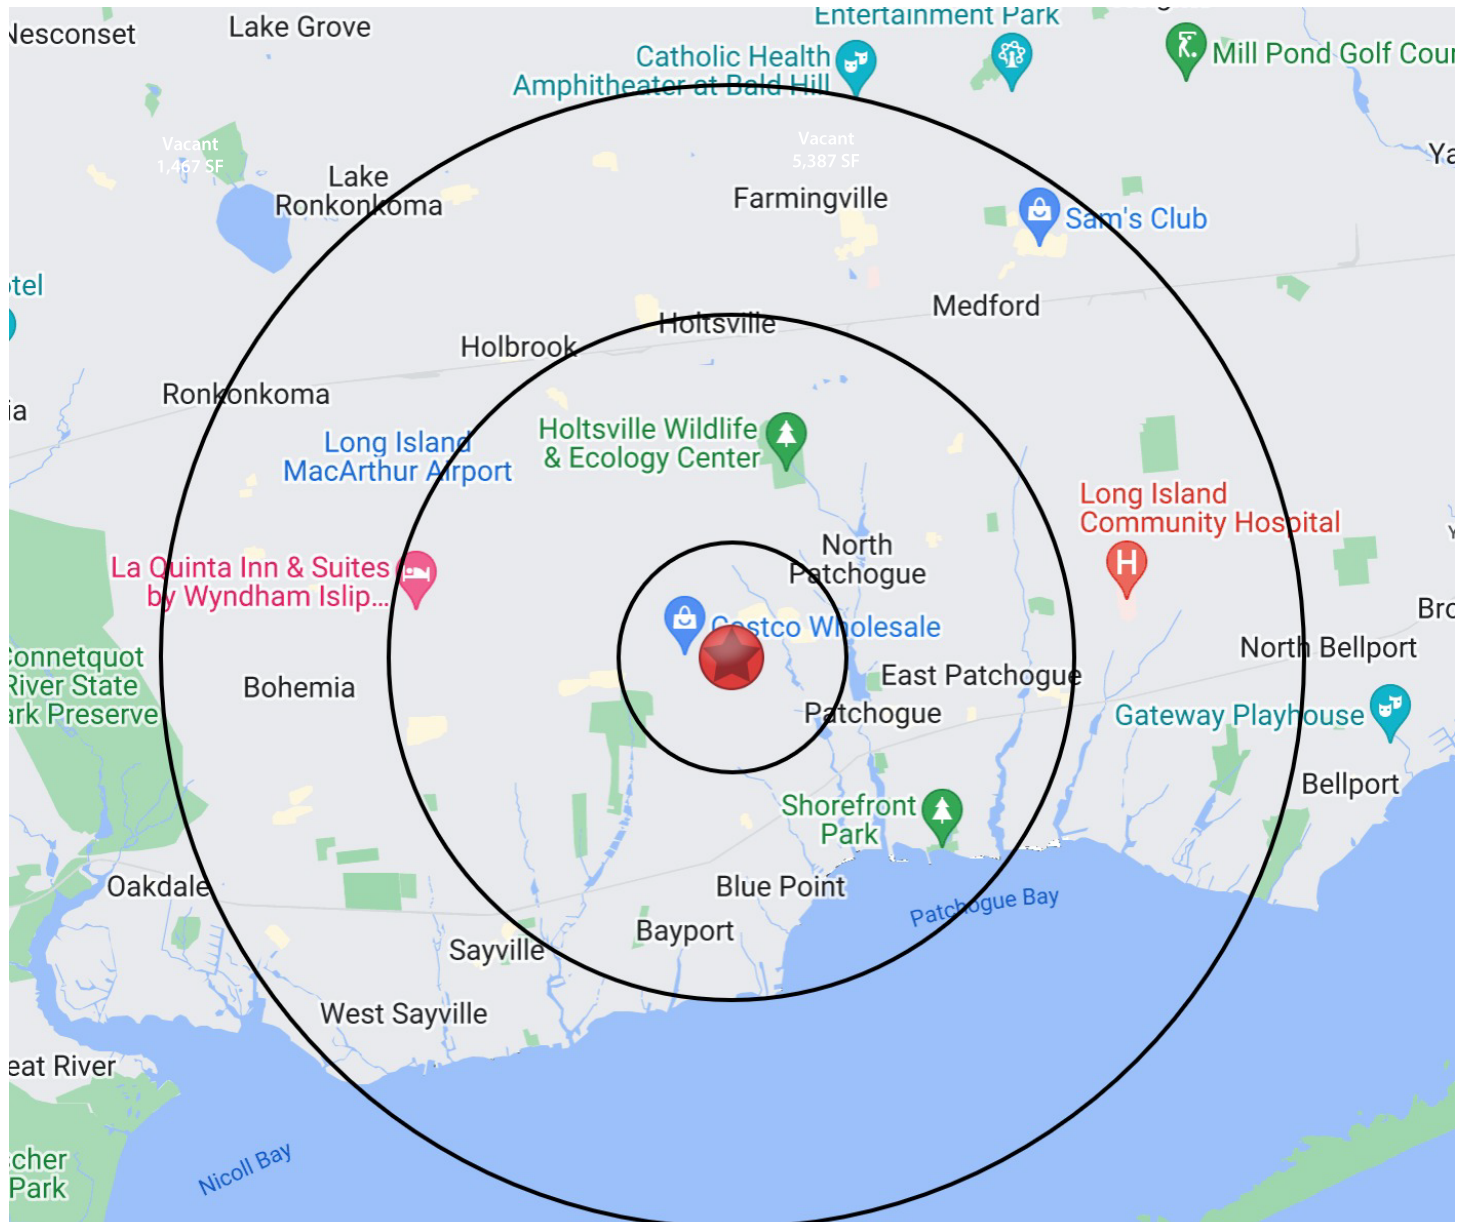 Nesconset
Lake Grove
Entertainment Park
Catholic Health
Amphitheater at Bald Hill
Mill Pond Golf Cour
Vacant
1,467 SF
Vacant
5,387 SF
Ya
Lake
Ronkonkoma
Farmingville
Sam's Club
otel
Medford
Holtsville
Holbrook
Ronkonkoma
ia
Long Island
MacArthur Airport
Holtsville Wildlife
& Ecology Center
Long Island
Community Hospital
H
North
Patchogue
La Quinta Inn & Suites
by Wyndham Islip...
Costco Wholesale
Bro
North Bellport
Connetquot
River State
ark Preserve
Bohemia
East Patchogue
Patchogue
Gateway Playhouse
Bellport
Shorefront
Park
Oakdale
Blue Point
Patchogue Bay
Bayport
Sayville
West Sayville
eat River
Nicoll Bay
scher
Park